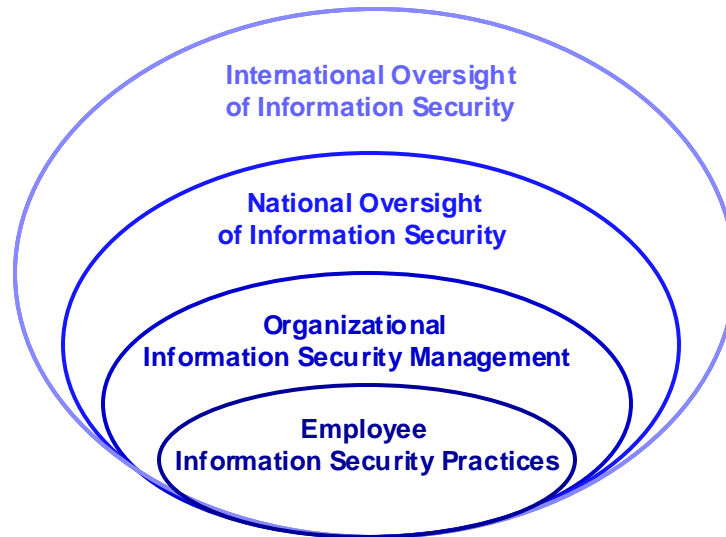 International Oversight
of Information Security
National Oversight
of Information Security
Organizational
Information Security Management
Employee
Information Security Practices